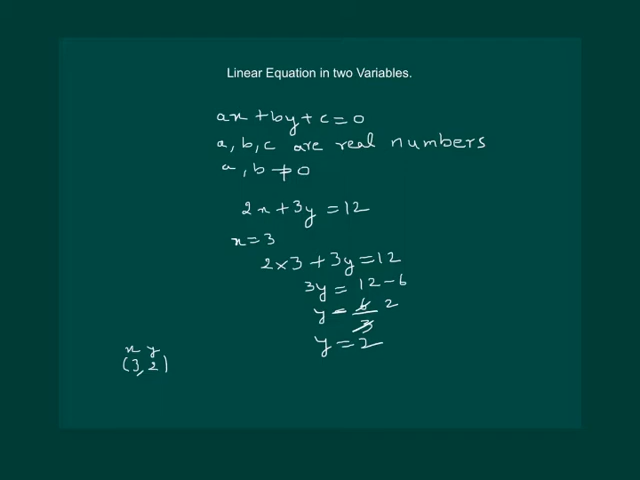 Linear Equation in two Variables.
ax + by + c = 0
a, b, c are real numbers
a, b ≠ 0
2x + 3y = 12
x = 3
2 × 3 + 3y = 12
3y = 12 - 6
y = 6/3 2
y = 2
x y
(3, 2)